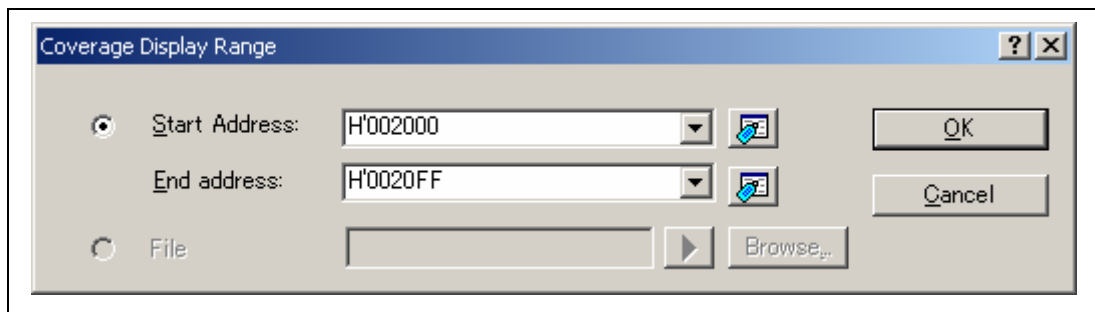 Coverage Display Range
Start Address: H'002000 OK
End address: H'0020FF Cancel
File Browse...